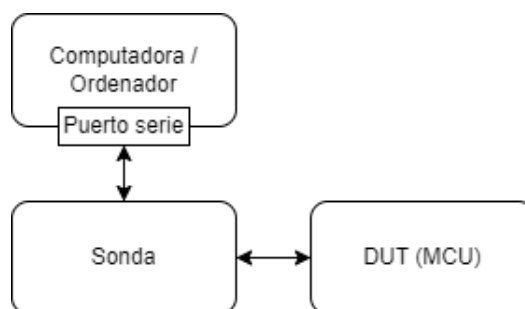 Computadora /
Ordenador
Puerto serie
Sonda
DUT (MCU)